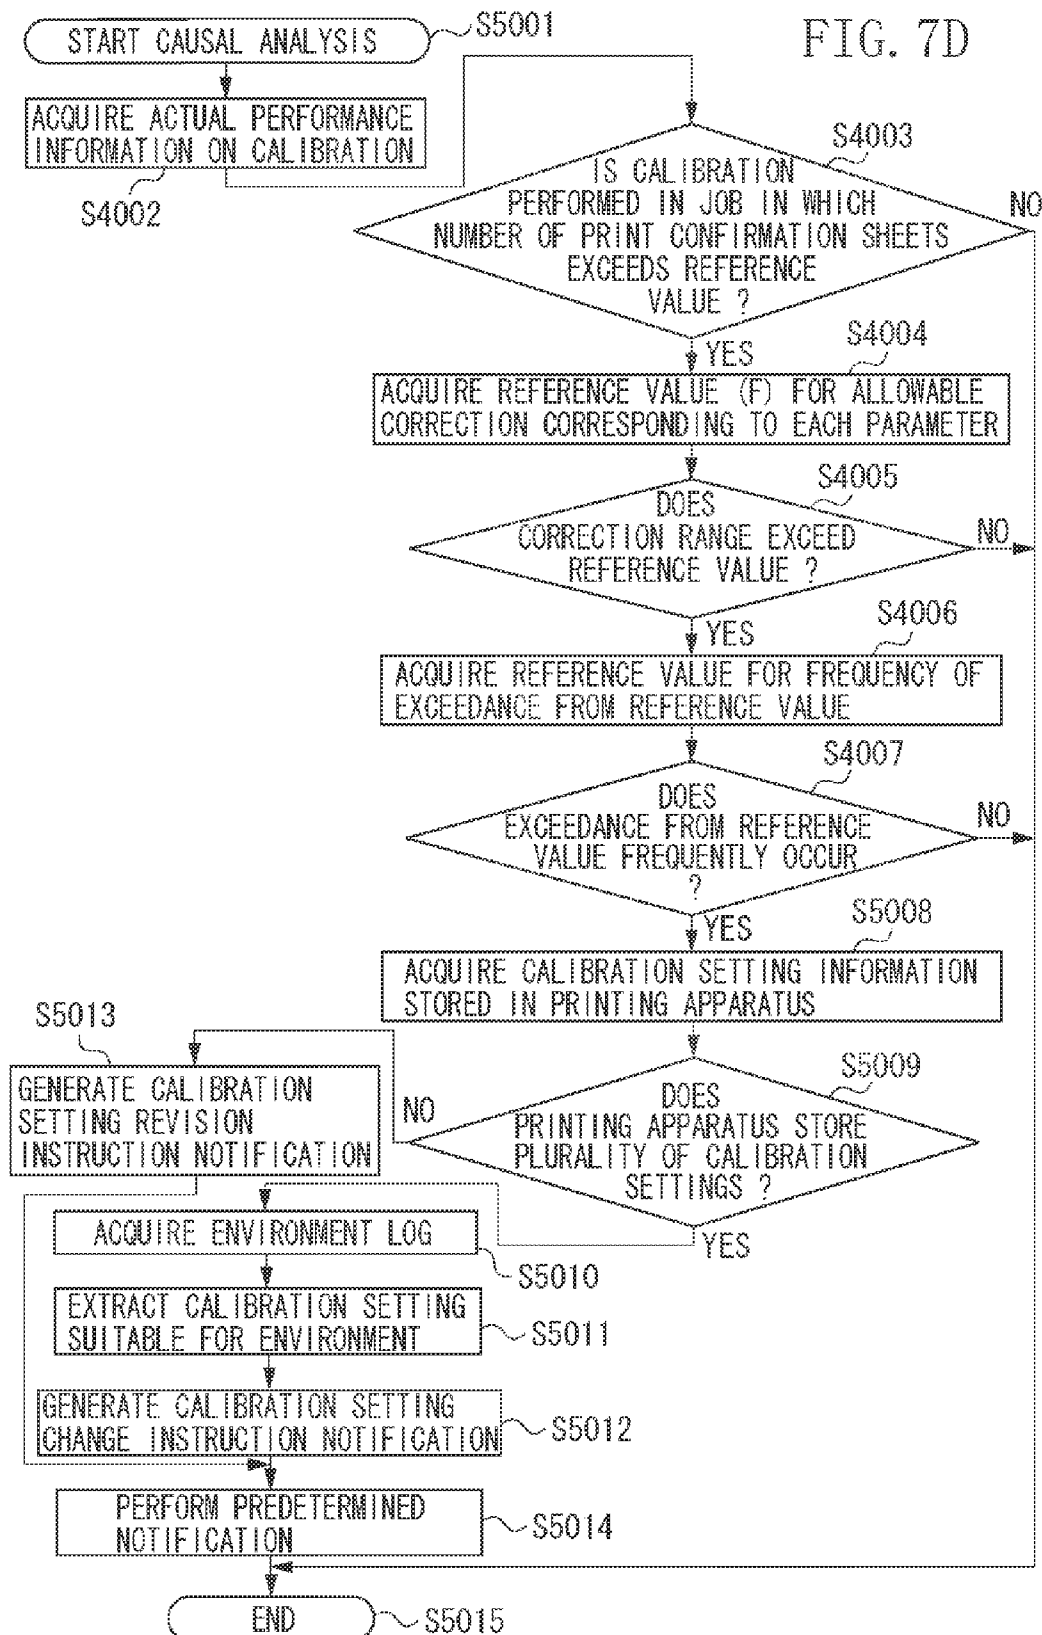 FIG. 7D
START CAUSAL ANALYSIS
S5001
ACQUIRE ACTUAL PERFORMANCE
INFORMATION ON CALIBRATION
S4002
S4003
IS CALIBRATION
PERFORMED IN JOB IN WHICH
NUMBER OF PRINT CONFIRMATION SHEETS
EXCEEDS REFERENCE
VALUE ?
NO
YES
S4004
ACQUIRE REFERENCE VALUE (F) FOR ALLOWABLE
CORRECTION CORRESPONDING TO EACH PARAMETER
S4005
DOES
CORRECTION RANGE EXCEED
REFERENCE VALUE ?
NO
YES
S4006
ACQUIRE REFERENCE VALUE FOR FREQUENCY OF
EXCEEDANCE FROM REFERENCE VALUE
S4007
DOES
EXCEEDANCE FROM REFERENCE
VALUE FREQUENTLY OCCUR
?
NO
YES
S5008
ACQUIRE CALIBRATION SETTING INFORMATION
STORED IN PRINTING APPARATUS
S5009
DOES
PRINTING APPARATUS STORE
PLURALITY OF CALIBRATION
SETTINGS ?
NO
YES
S5013
GENERATE CALIBRATION
SETTING REVISION
INSTRUCTION NOTIFICATION
ACQUIRE ENVIRONMENT LOG
S5010
EXTRACT CALIBRATION SETTING
SUITABLE FOR ENVIRONMENT
S5011
GENERATE CALIBRATION SETTING
CHANGE INSTRUCTION NOTIFICATION
S5012
PERFORM PREDETERMINED
NOTIFICATION
S5014
END
S5015